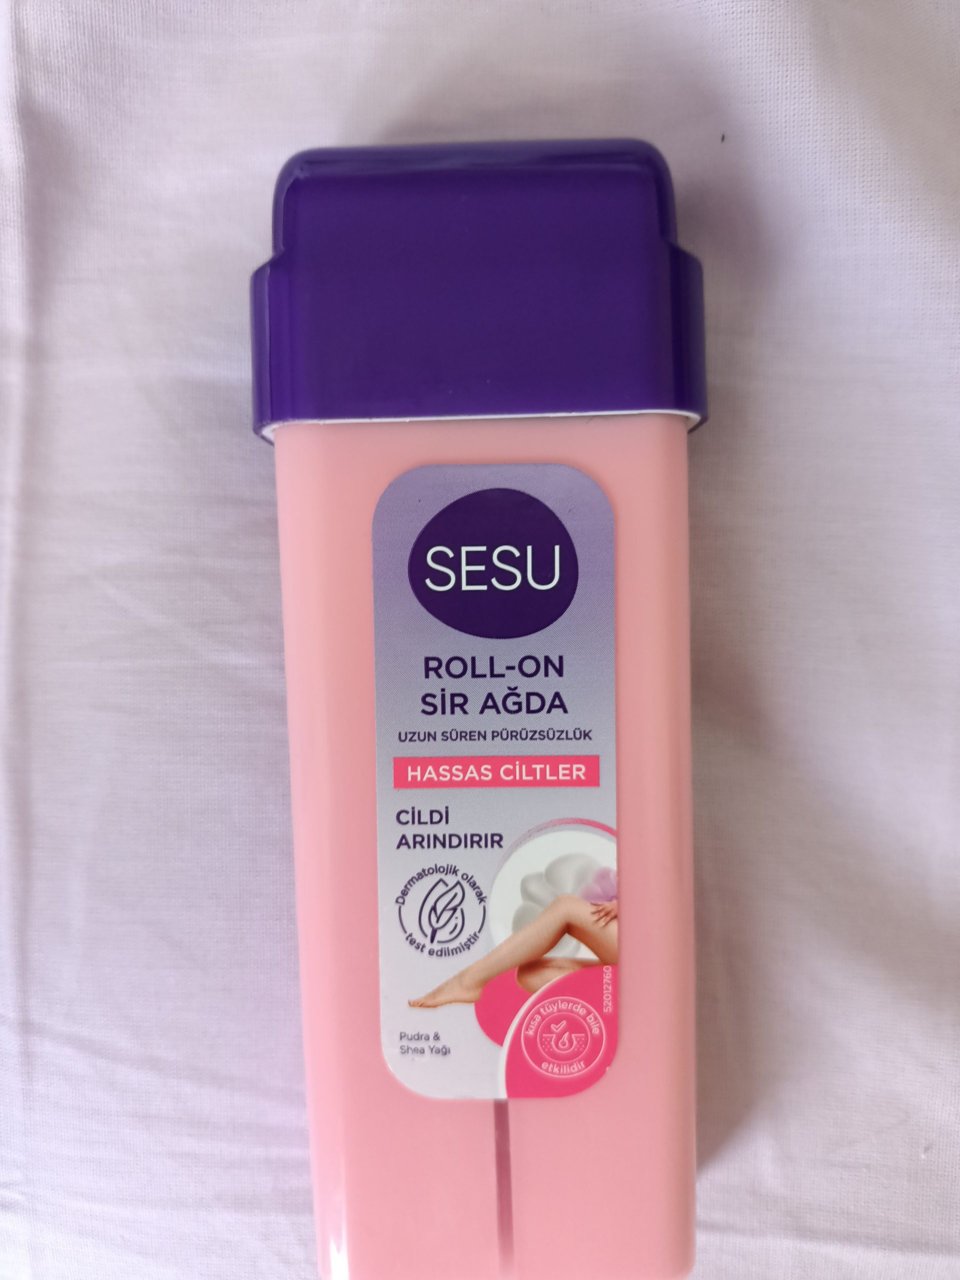 SESU
ROLL-ON
SİR AĞDA
UZUN SÜREN PÜRÜZSÜZLÜK
HASSAS CİLTLER
CİLDİ
ARINDIRIR
Dermatolojik olarak
test edilmiştir
52012760
kısa tüylerde bile
etkilidir
Pudra &
Shea Yağı